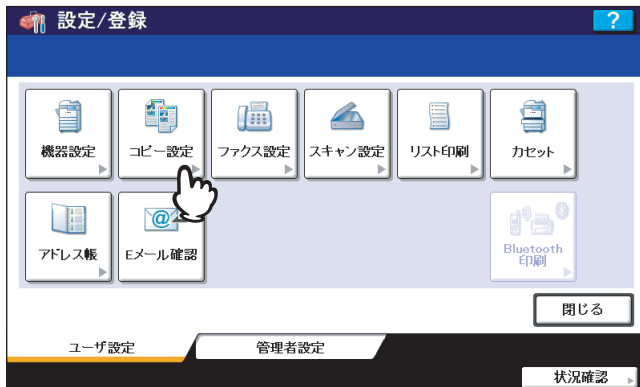 設定/登録
?
機器設定
コピー設定
ファクス設定
スキャン設定
リスト印刷
カセット
アドレス帳
@
Eメール確認
Bluetooth
印刷
閉じる
ユーザ設定
管理者設定
状況確認